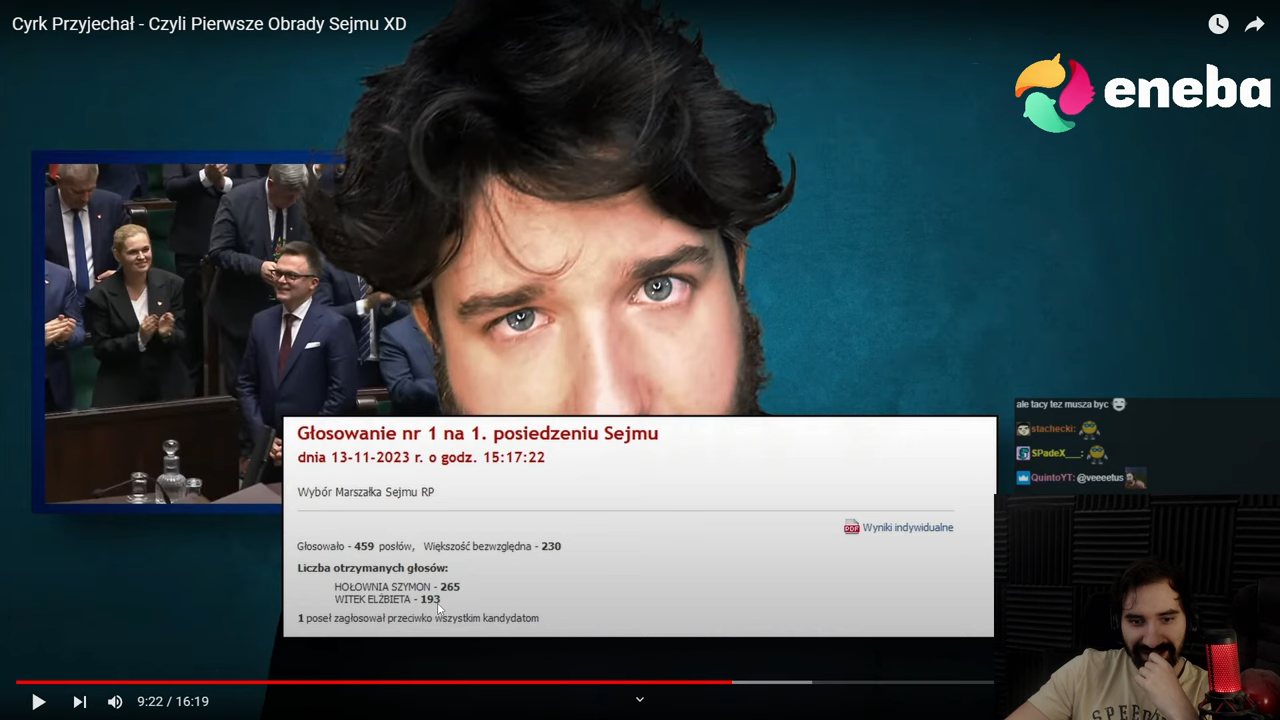 Cyrk Przyjechał - Czyli Pierwsze Obrady Sejmu XD
eneba
Głosowanie nr 1 na 1. posiedzeniu Sejmu
dnia 13-11-2023 r. o godz. 15:17:22
Wybór Marszałka Sejmu RP
PDF Wyniki indywidualne
Głosowało - 459 posłów, Większość bezwzględna - 230
Liczba otrzymanych głosów:
HOŁOWNIA SZYMON - 265
WITEK ELŻBIETA - 193
1 poseł zagłosował przeciwko wszystkim kandydatom
ale tacy tez musza byc
stachecki:
SPadeX___:
QuintoYT: @veeeetus
9:22 / 16:19